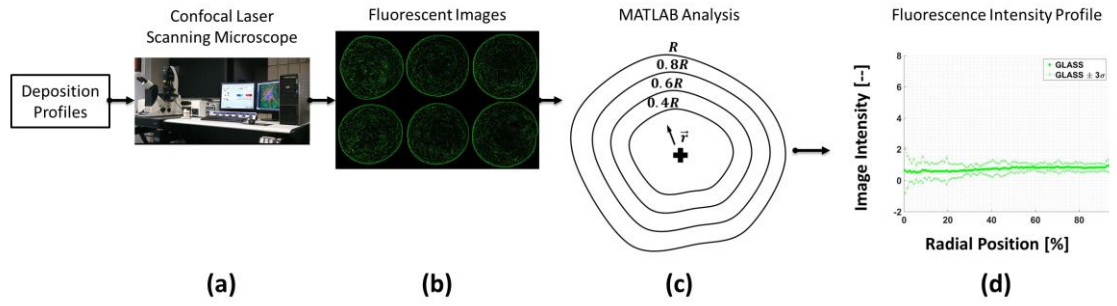 Confocal Laser
Scanning Microscope
Fluorescent Images
MATLAB Analysis
Fluorescence Intensity Profile
Deposition
Profiles
R
0.8R
0.6R
0.4R
r⃗
GLASS
GLASS ± 3σ
Image Intensity [--]
8
6
4
2
0
-2
0 20 40 60 80
Radial Position [%]
(a) (b) (c) (d)